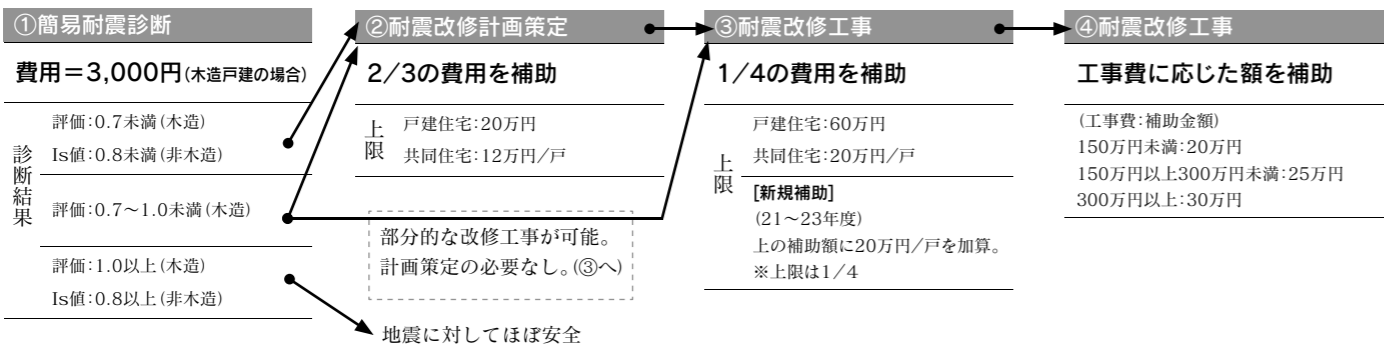 ①簡易耐震診断
費用＝3,000円(木造戸建の場合)
診断結果
評価:0.7未満(木造)
Is値:0.8未満(非木造)
評価:0.7～1.0未満(木造)
評価:1.0以上(木造)
Is値:0.8以上(非木造)
②耐震改修計画策定
2/3の費用を補助
上限
戸建住宅:20万円
共同住宅:12万円/戸
部分的な改修工事が可能。
計画策定の必要なし。(③へ)
地震に対してほぼ安全
③耐震改修工事
1/4の費用を補助
上限
戸建住宅:60万円
共同住宅:20万円/戸
[新規補助]
(21～23年度)
上の補助額に20万円/戸を加算。
※上限は1/4
④耐震改修工事
工事費に応じた額を補助
(工事費:補助金額)
150万円未満:20万円
150万円以上300万円未満:25万円
300万円以上:30万円